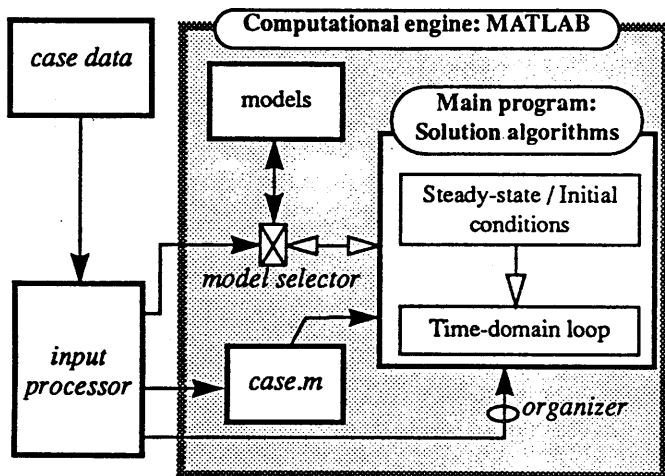 Computational engine: MATLAB
case data
models
Main program:
Solution algorithms
Steady-state / Initial
conditions
model selector
Time-domain loop
input
processor
case.m
organizer